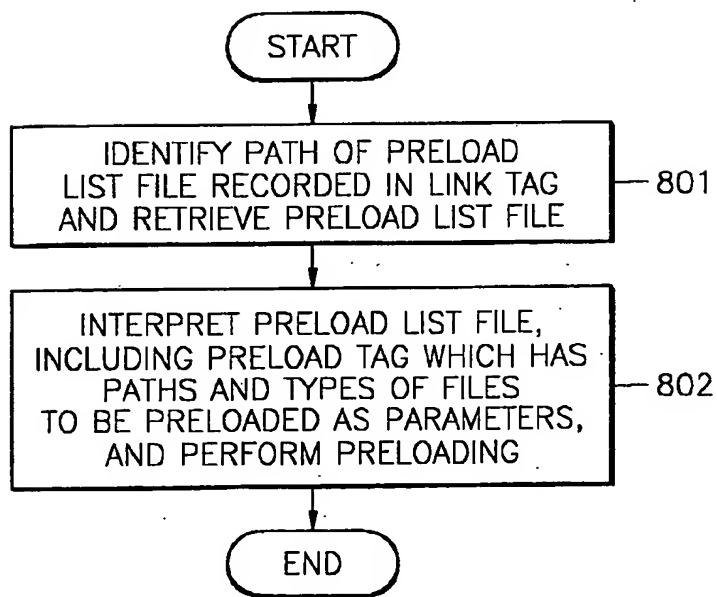 START
IDENTIFY PATH OF PRELOAD
LIST FILE RECORDED IN LINK TAG
AND RETRIEVE PRELOAD LIST FILE
801
INTERPRET PRELOAD LIST FILE,
INCLUDING PRELOAD TAG WHICH HAS
PATHS AND TYPES OF FILES
TO BE PRELOADED AS PARAMETERS,
AND PERFORM PRELOADING
802
END